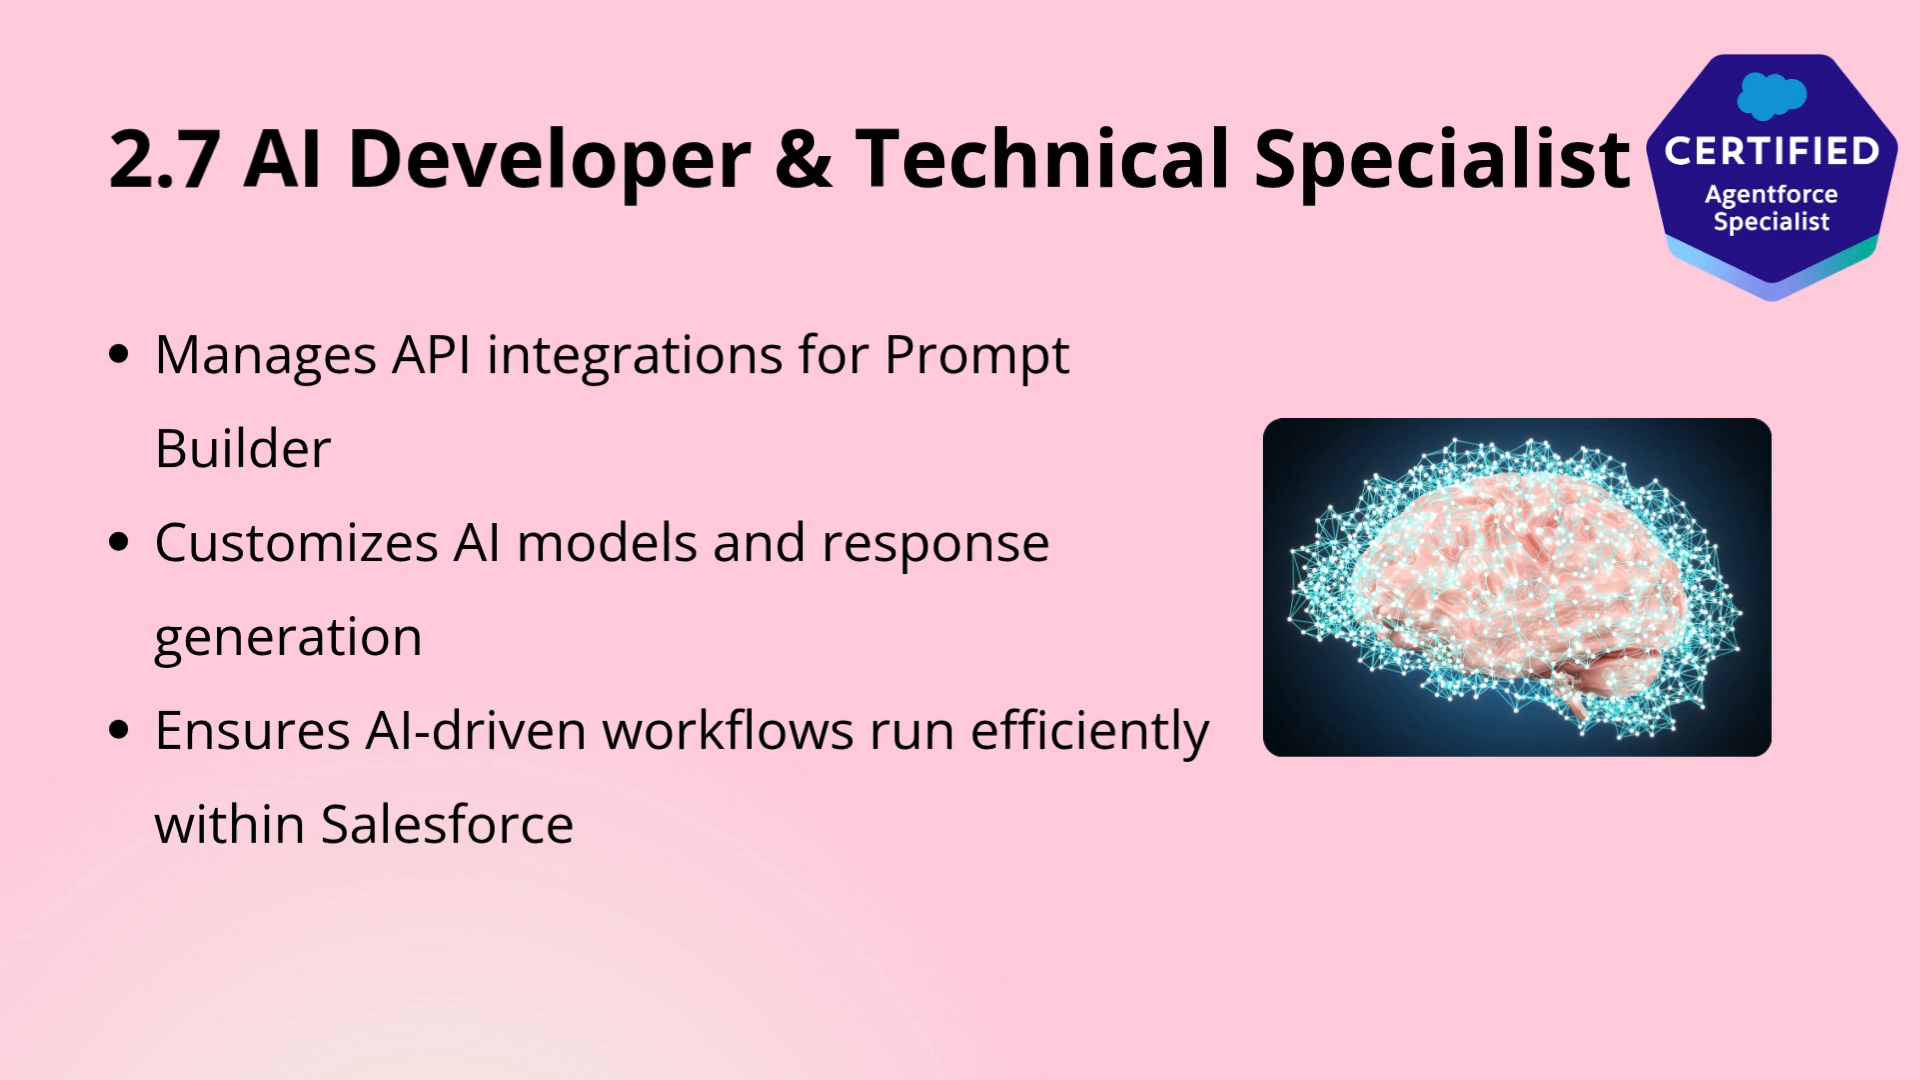 2.7 AI Developer & Technical Specialist
CERTIFIED
Agentforce
Specialist
• Manages API integrations for Prompt
Builder
• Customizes AI models and response
generation
• Ensures AI-driven workflows run efficiently
within Salesforce